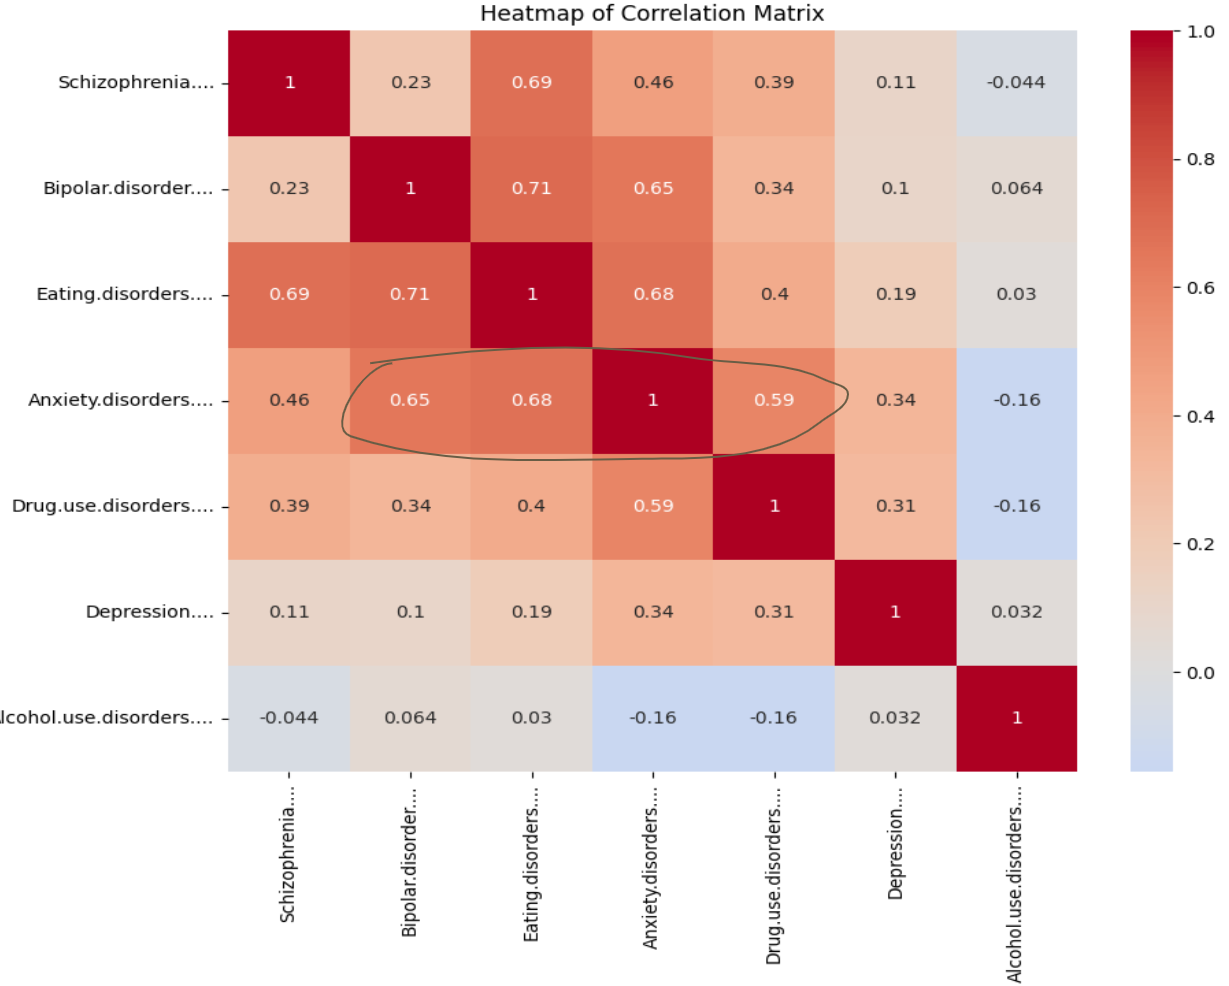 Heatmap of Correlation Matrix
Schizophrenia.... 1 0.23 0.69 0.46 0.39 0.11 -0.044
Bipolar.disorder.... 0.23 1 0.71 0.65 0.34 0.1 0.064
Eating.disorders.... 0.69 0.71 1 0.68 0.4 0.19 0.03
Anxiety.disorders.... 0.46 0.65 0.68 1 0.59 0.34 -0.16
Drug.use.disorders.... 0.39 0.34 0.4 0.59 1 0.31 -0.16
Depression.... 0.11 0.1 0.19 0.34 0.31 1 0.032
lcohol.use.disorders.... -0.044 0.064 0.03 -0.16 -0.16 0.032 1
Schizophrenia....
Bipolar.disorder....
Eating.disorders....
Anxiety.disorders....
Drug.use.disorders....
Depression....
Alcohol.use.disorders....
1.0
0.8
0.6
0.4
0.2
0.0